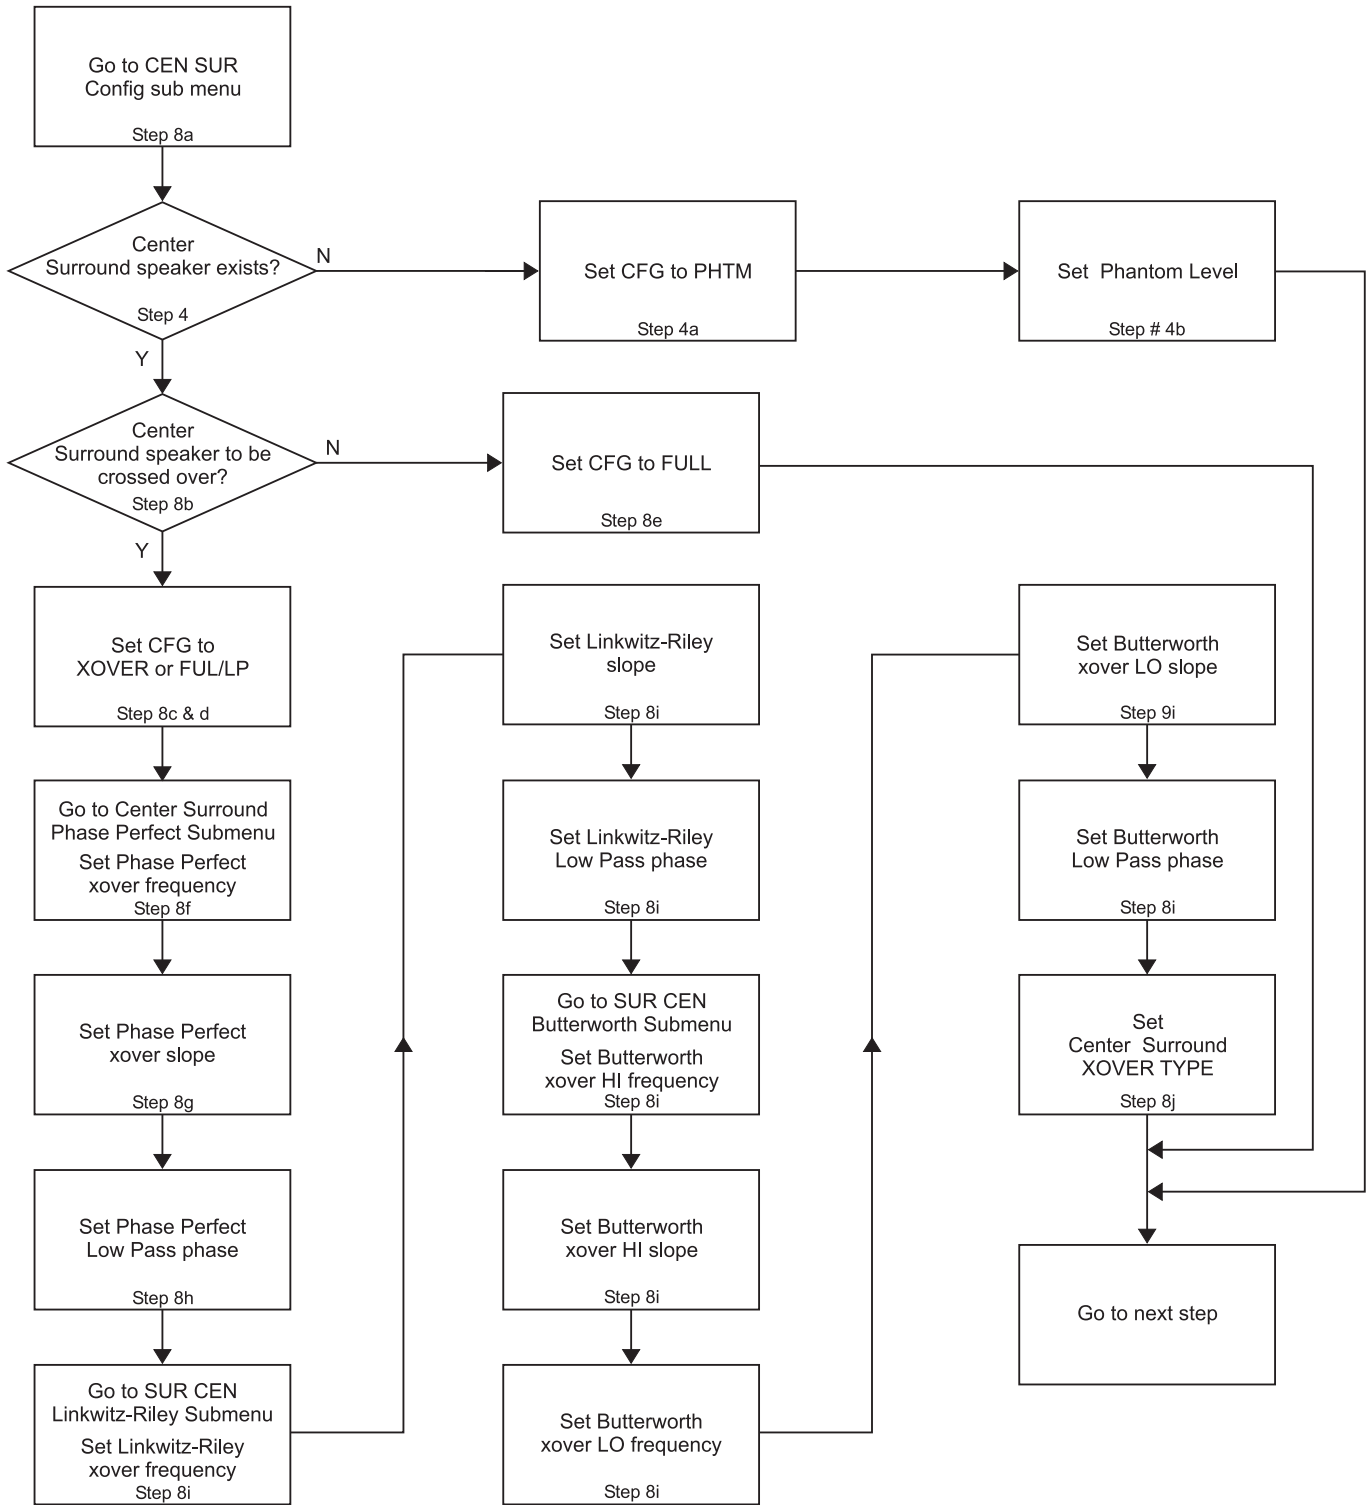 Go to CEN SUR
Config sub menu
Step 8a
Center
Surround speaker exists?
Step 4
N
Set CFG to PHTM
Step 4a
Set Phantom Level
Step # 4b
Y
Center
Surround speaker to be
crossed over?
Step 8b
N
Set CFG to FULL
Step 8e
Y
Set CFG to
XOVER or FUL/LP
Step 8c & d
Go to Center Surround
Phase Perfect Submenu
Set Phase Perfect
xover frequency
Step 8f
Set Phase Perfect
xover slope
Step 8g
Set Phase Perfect
Low Pass phase
Step 8h
Go to SUR CEN
Linkwitz-Riley Submenu
Set Linkwitz-Riley
xover frequency
Step 8i
Set Linkwitz-Riley
slope
Step 8i
Set Linkwitz-Riley
Low Pass phase
Step 8i
Go to SUR CEN
Butterworth Submenu
Set Butterworth
xover HI frequency
Step 8i
Set Butterworth
xover HI slope
Step 8i
Set Butterworth
xover LO frequency
Step 8i
Set Butterworth
xover LO slope
Step 9i
Set Butterworth
Low Pass phase
Step 8i
Set
Center Surround
XOVER TYPE
Step 8j
Go to next step